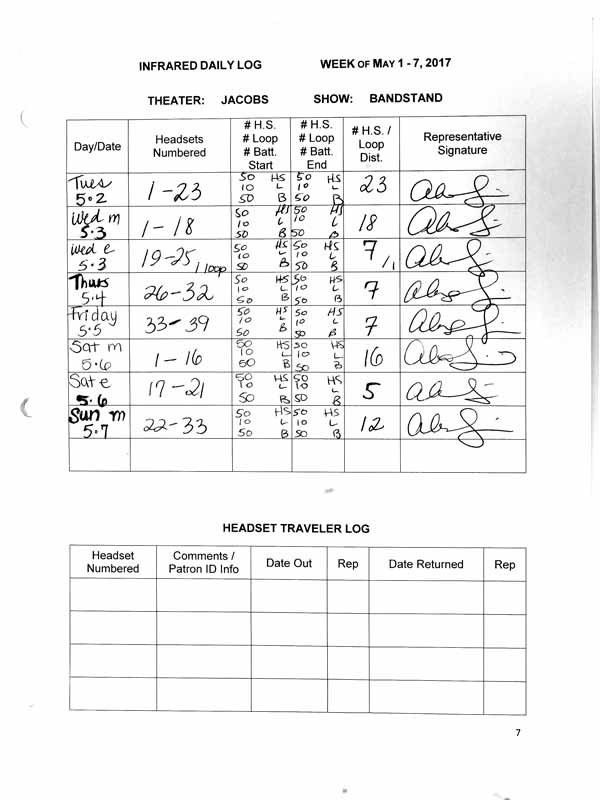 INFRARED DAILY LOG WEEK OF MAY 1 - 7, 2017
THEATER: JACOBS SHOW: BANDSTAND
Day/Date Headsets Numbered # H.S. # Loop # Batt. Start # H.S. # Loop # Batt. End # H.S. / Loop Dist. Representative Signature
Tues 5.2 1-23 50 HS 10 L 50 B 50 HS 10 L 50 B 23
Wed m 5.3 1-18 50 HS 10 L 50 B 50 HS 10 L 50 B 18
Wed e 5.3 19-25/1 loop 50 HS 10 L 50 B 50 HS 10 L 50 B 7/1
Thurs 5.4 26-32 50 HS 10 L 50 B 50 HS 10 L 50 B 7
Friday 5.5 33-39 50 HS 10 L 50 B 50 HS 10 L 50 B 7
Sat m 5.6 1-16 50 HS 10 L 50 B 50 HS 10 L 50 B 16
Sat e 5.6 17-21 50 HS 10 L 50 B 50 HS 10 L 50 B 5
Sun m 5.7 22-33 50 HS 10 L 50 B 50 HS 10 L 50 B 12
HEADSET TRAVELER LOG
Headset Numbered Comments / Patron ID Info Date Out Rep Date Returned Rep
7